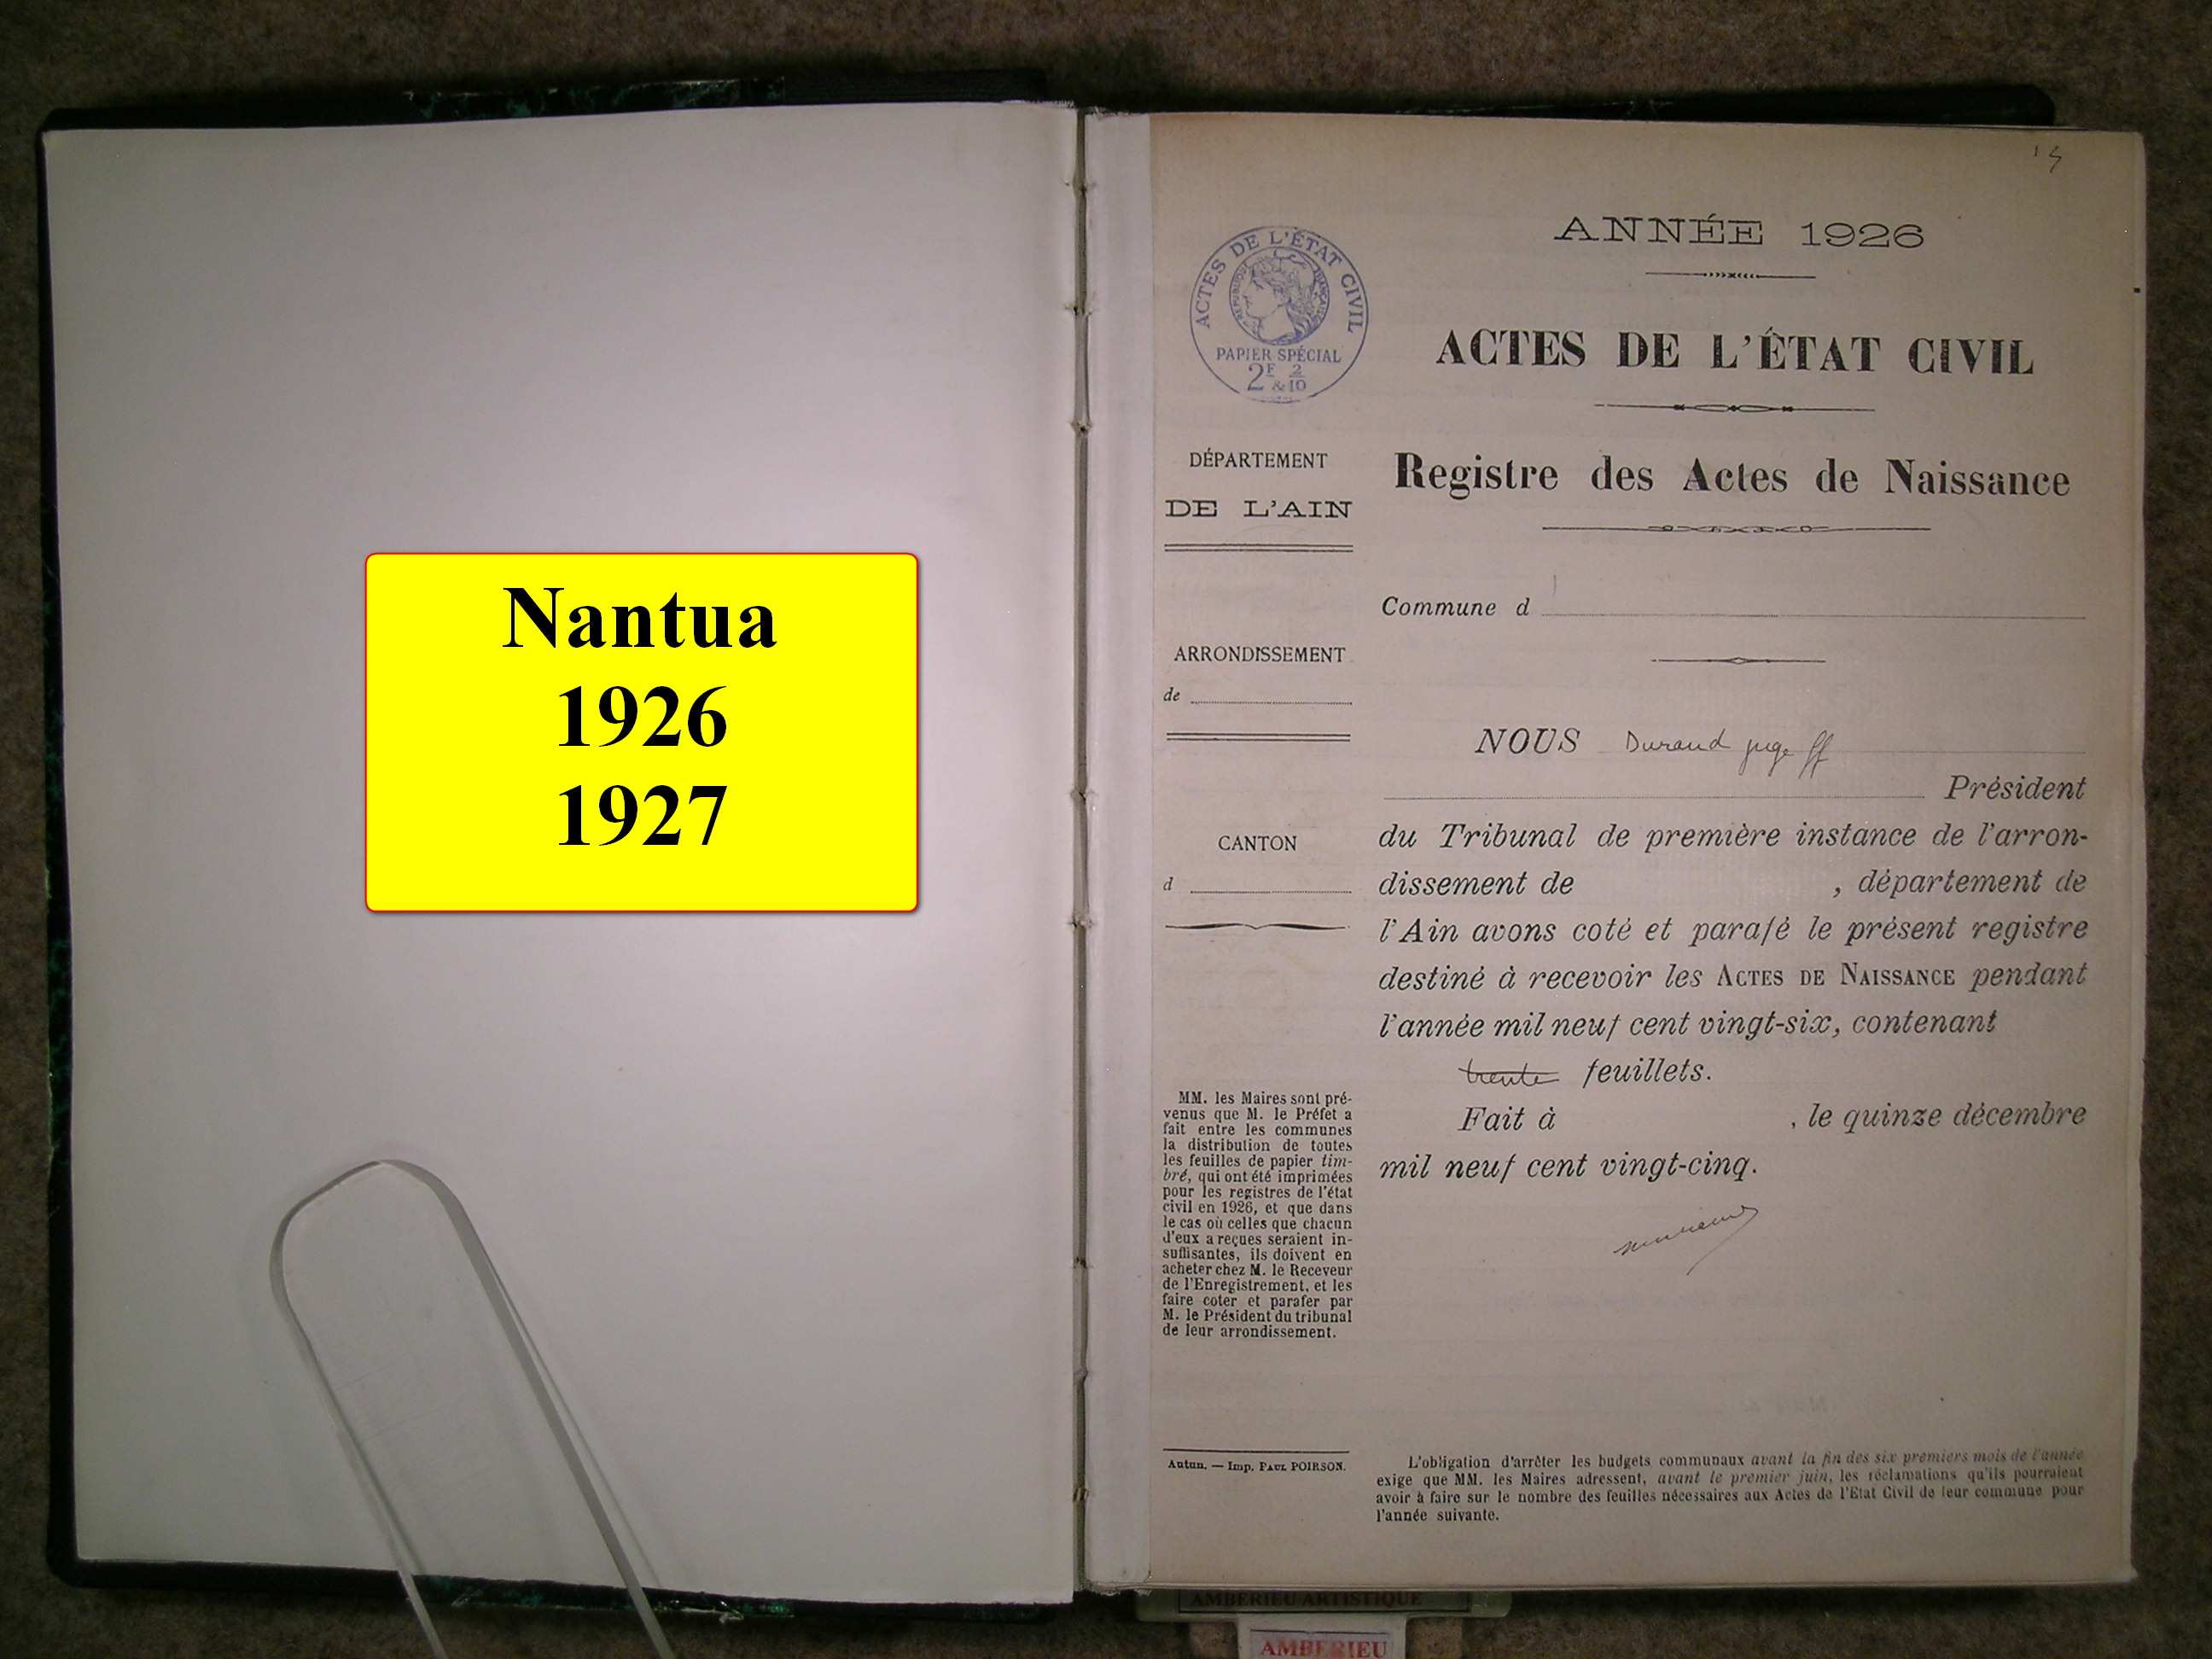 Nantua
1926
1927
ANNÉE 1926
ACTES DE L'ÉTAT CIVIL
RÉPUBLIQUE FRANÇAISE
PAPIER SPÉCIAL
2F & 2/10
ACTES DE L'ÉTAT CIVIL
Registre des Actes de Naissance
DÉPARTEMENT
DE L'AIN
ARRONDISSEMENT
de
CANTON
d
MM. les Maires sont pré-
venus que M. le Préfet a
fait entre les communes
la distribution de toutes
les feuilles de papier tim-
bré, qui ont été imprimées
pour les registres de l'état
civil en 1926, et que dans
le cas où celles que chacun
d'eux a reçues seraient in-
suffisantes, ils doivent en
acheter chez M. le Receveur
de l'Enregistrement, et les
faire coter et parafer par
M. le Président du tribunal
de leur arrondissement.
Autun. — Imp. PAUL POIRSON.
Commune d
NOUS Durand juge ff
Président
du Tribunal de première instance de l'arron-
dissement de , département de
l'Ain avons coté et parafé le présent registre
destiné à recevoir les ACTES DE NAISSANCE pendant
l'année mil neuf cent vingt-six, contenant
trente feuillets.
Fait à , le quinze décembre
mil neuf cent vingt-cinq.
L'obligation d'arrêter les budgets communaux avant la fin des six premiers mois de l'année
exige que MM. les Maires adressent, avant le premier juin, les réclamations qu'ils pourraient
avoir à faire sur le nombre des feuilles nécessaires aux Actes de l'Etat Civil de leur commune pour
l'année suivante.
AMBERIEU ARTISTIQUE
AMBERIEU